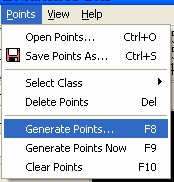 Points View Help
Open Points... Ctrl+O
Save Points As... Ctrl+S
Select Class
Delete Points Del
Generate Points... F8
Generate Points Now F9
Clear Points F10